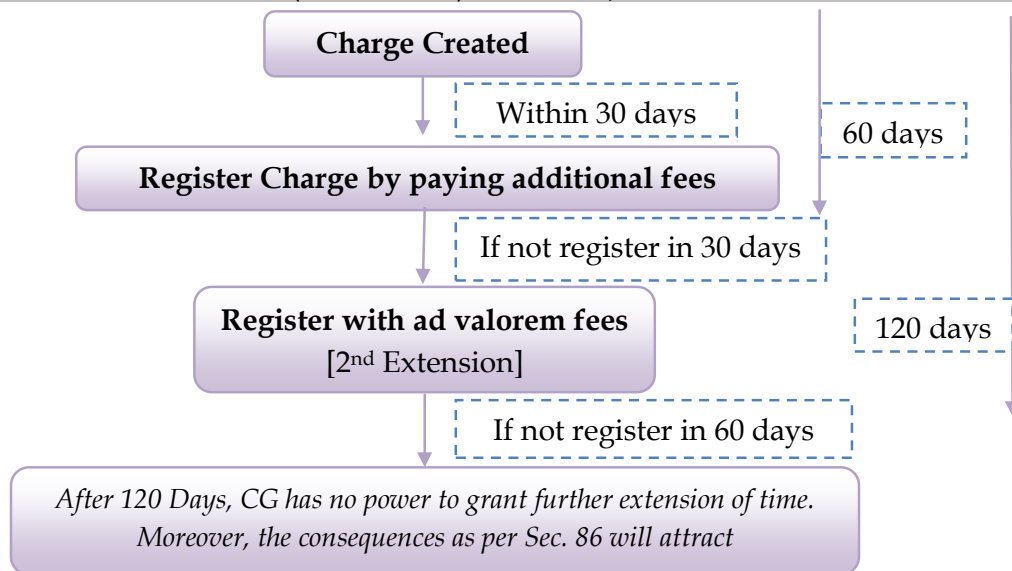 Charge Created
Within 30 days
60 days
Register Charge by paying additional fees
If not register in 30 days
Register with ad valorem fees
[2nd Extension]
120 days
If not register in 60 days
After 120 Days, CG has no power to grant further extension of time.
Moreover, the consequences as per Sec. 86 will attract